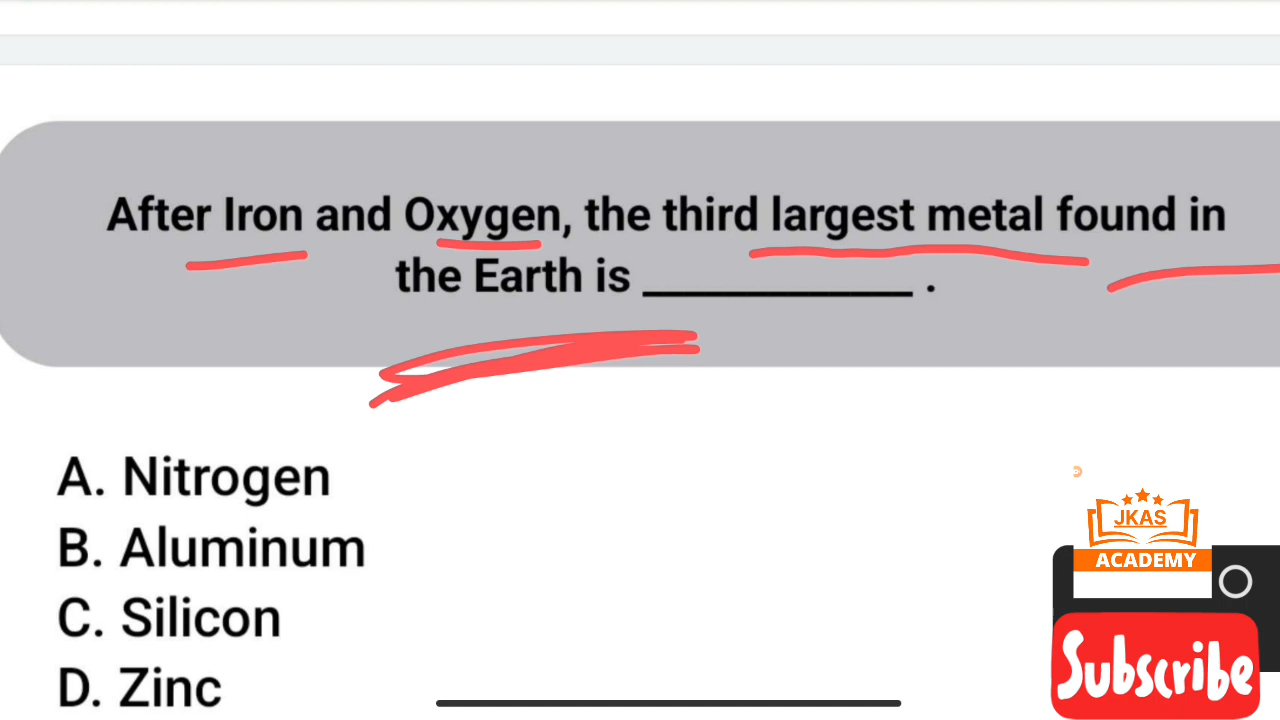 After Iron and Oxygen, the third largest metal found in
the Earth is ____________ .
A. Nitrogen
B. Aluminum
C. Silicon
D. Zinc
JKAS
ACADEMY
Subscribe